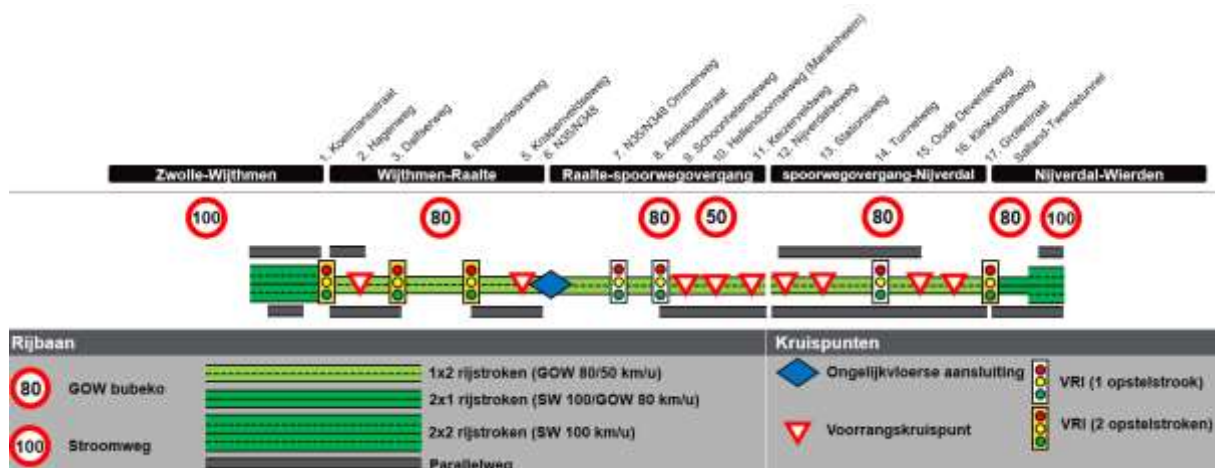 1. Koelmansstraat
2. Hagenweg
3. Dalfserweg
4. Raalterdwarsweg
5. Knapenveldsweg
6. N35/N348
7. N35/N348 Ommerweg
8. Almelosestraat
9. Schoonhetenseweg
10. Hellendoornseweg (Mariënheem)
11. Keizerveldweg
12. Nijverdalseweg
13. Stationsweg
14. Tunnelweg
15. Oude Deventerweg
16. Klinkenbeltweg
17. Grotestraat
Salland-Twentetunnel
Zwolle-Wijthmen
Wijthmen-Raalte
Raalte-spoorwegovergang
spoorwegovergang-Nijverdal
Nijverdal-Wierden
100
80
80
50
80
80
100
Rijbaan
80
GOW bubeko
100
Stroomweg
1x2 rijstroken (GOW 80/50 km/u)
2x1 rijstroken (SW 100/GOW 80 km/u)
2x2 rijstroken (SW 100 km/u)
Parallelweg
Kruispunten
Ongelijkvloerse aansluiting
Voorrangskruispunt
VRI (1 opstelstrook)
VRI (2 opstelstroken)